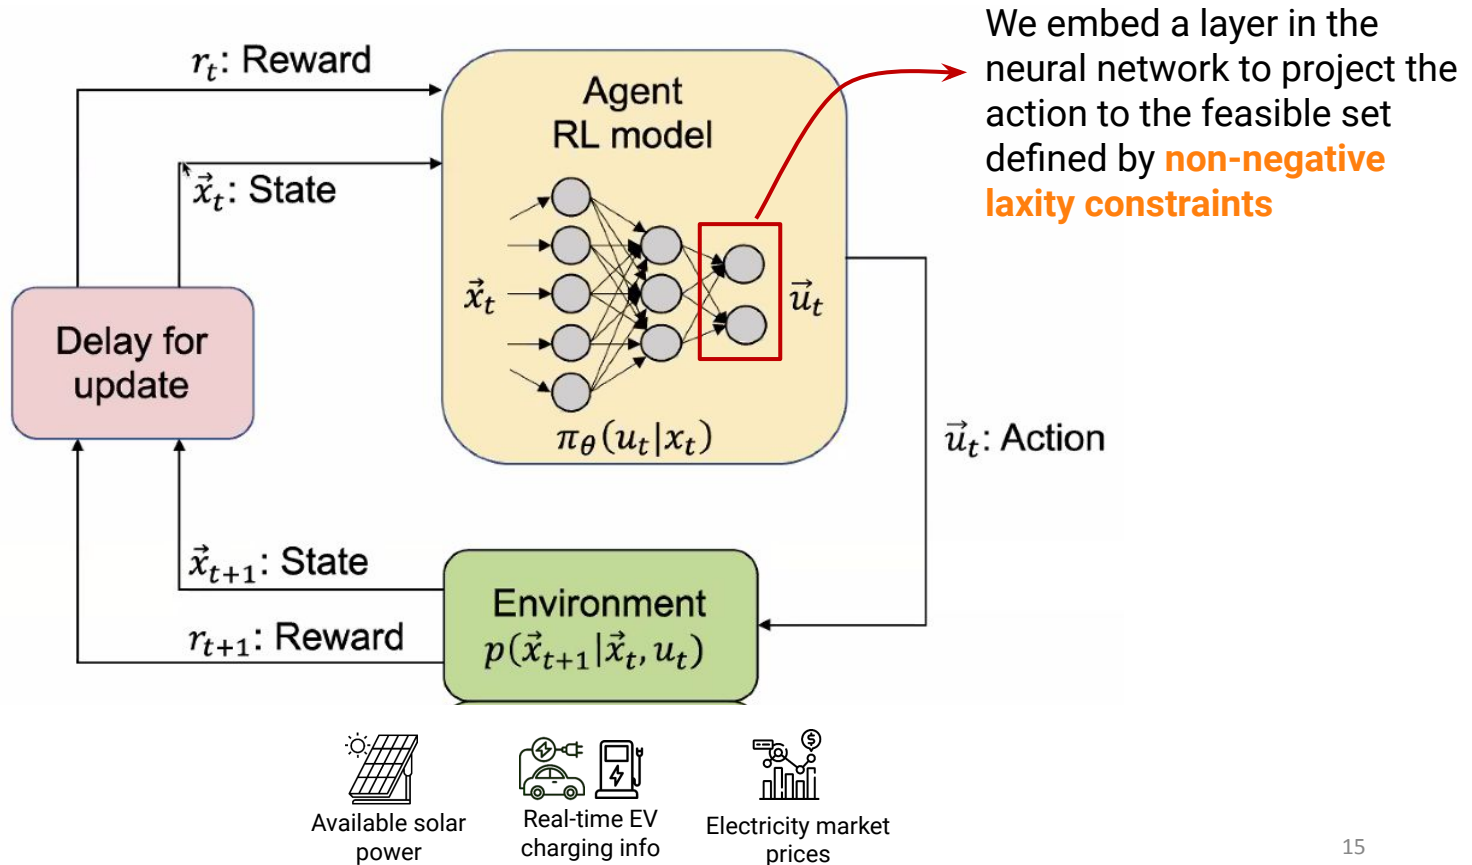 We embed a layer in the
neural network to project the
action to the feasible set
defined by non-negative
laxity constraints
r_t: Reward
x⃗_t: State
Agent
RL model
x⃗_t
u⃗_t
π_θ(u_t|x_t)
Delay for
update
u⃗_t: Action
x⃗_{t+1}: State
r_{t+1}: Reward
Environment
p(x⃗_{t+1}|x⃗_t, u_t)
$
Available solar
power
Real-time EV
charging info
Electricity market
prices
15